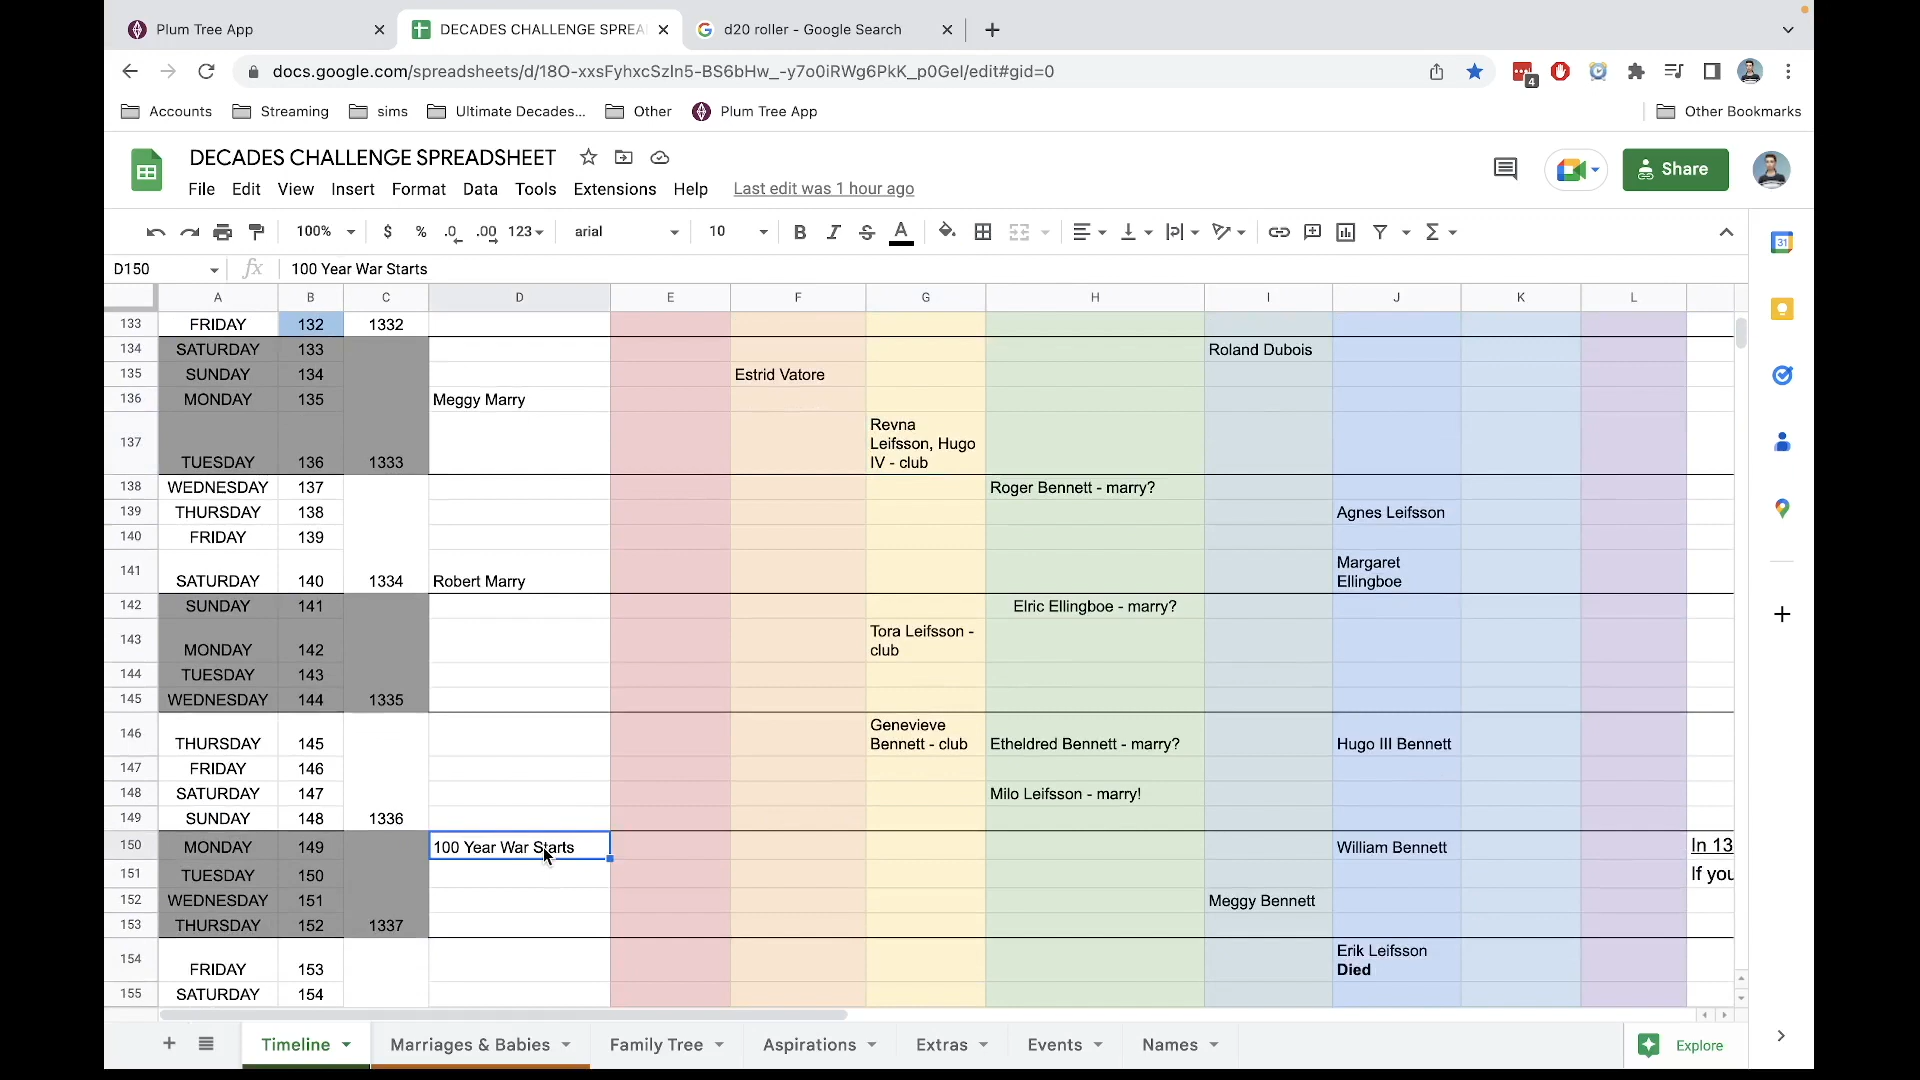 Plum Tree App
DECADES CHALLENGE SPREA
d20 roller - Google Search
docs.google.com/spreadsheets/d/18O-xxsFyhxcSzIn5-BS6bHw_-y7o0iRWg6PkK_p0GeI/edit#gid=0
4
Accounts
Streaming
sims
Ultimate Decades...
Other
Plum Tree App
Other Bookmarks
DECADES CHALLENGE SPREADSHEET
File Edit View Insert Format Data Tools Extensions Help Last edit was 1 hour ago
Share
100% $ % .0 .00 123 arial 10 B I S A
31
D150 fx 100 Year War Starts
A B C D E F G H I J K L
133 FRIDAY 132 1332
134 SATURDAY 133 Roland Dubois
135 SUNDAY 134 Estrid Vatore
136 MONDAY 135 Meggy Marry
Revna
137 Leifsson, Hugo
TUESDAY 136 1333 IV - club
138 WEDNESDAY 137 Roger Bennett - marry?
139 THURSDAY 138 Agnes Leifsson
140 FRIDAY 139
141 Margaret
SATURDAY 140 1334 Robert Marry Ellingboe
142 SUNDAY 141 Elric Ellingboe - marry?
143 Tora Leifsson -
MONDAY 142 club
144 TUESDAY 143
145 WEDNESDAY 144 1335
146 Genevieve
THURSDAY 145 Bennett - club Etheldred Bennett - marry? Hugo III Bennett
147 FRIDAY 146
148 SATURDAY 147 Milo Leifsson - marry!
149 SUNDAY 148 1336
150 MONDAY 149 100 Year War Starts William Bennett In 13
151 TUESDAY 150 If you
152 WEDNESDAY 151 Meggy Bennett
153 THURSDAY 152 1337
154 Erik Leifsson
FRIDAY 153 Died
155 SATURDAY 154
Timeline Marriages & Babies Family Tree Aspirations Extras Events Names Explore